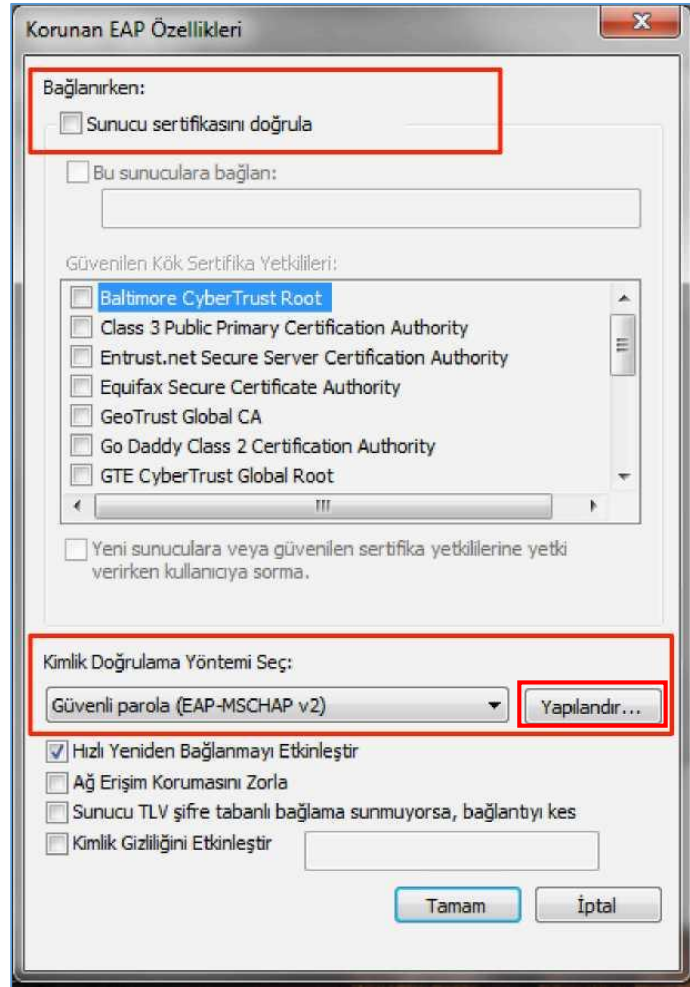 Korunan EAP Özellikleri
Bağlanırken:
Sunucu sertifikasını doğrula
Bu sunuculara bağlan:
Güvenilen Kök Sertifika Yetkilileri:
Baltimore CyberTrust Root
Class 3 Public Primary Certification Authority
Entrust.net Secure Server Certification Authority
Equifax Secure Certificate Authority
GeoTrust Global CA
Go Daddy Class 2 Certification Authority
GTE CyberTrust Global Root
Yeni sunuculara veya güvenilen sertifika yetkililerine yetki
verirken kullanıcıya sorma.
Kimlik Doğrulama Yöntemi Seç:
Güvenli parola (EAP-MSCHAP v2) Yapılandır...
Hızlı Yeniden Bağlanmayı Etkinleştir
Ağ Erişim Korumasını Zorla
Sunucu TLV şifre tabanlı bağlama sunmuyorsa, bağlantıyı kes
Kimlik Gizliliğini Etkinleştir
Tamam İptal